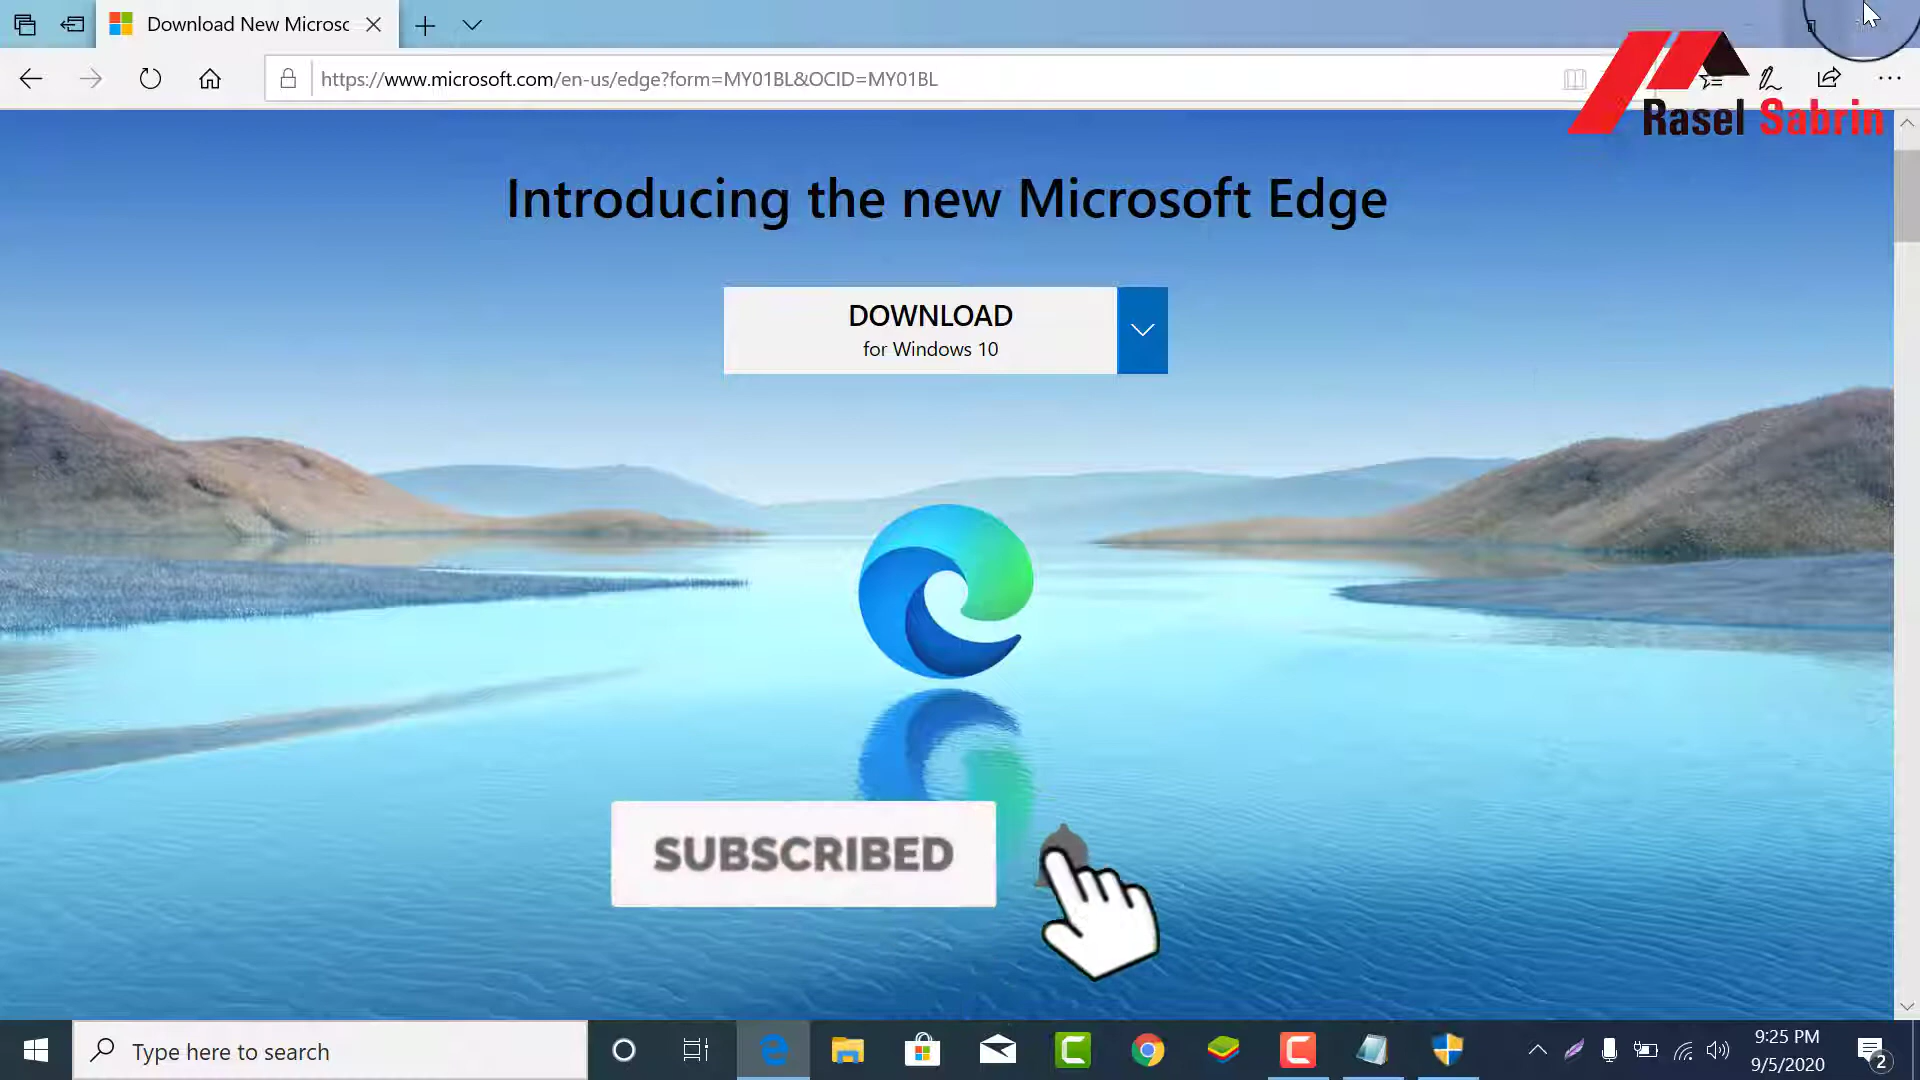 Download New Microsc
https://www.microsoft.com/en-us/edge?form=MY01BL&OCID=MY01BL
Rasel Sabrin
Introducing the new Microsoft Edge
DOWNLOAD
for Windows 10
SUBSCRIBED
Type here to search
9:25 PM
9/5/2020
2